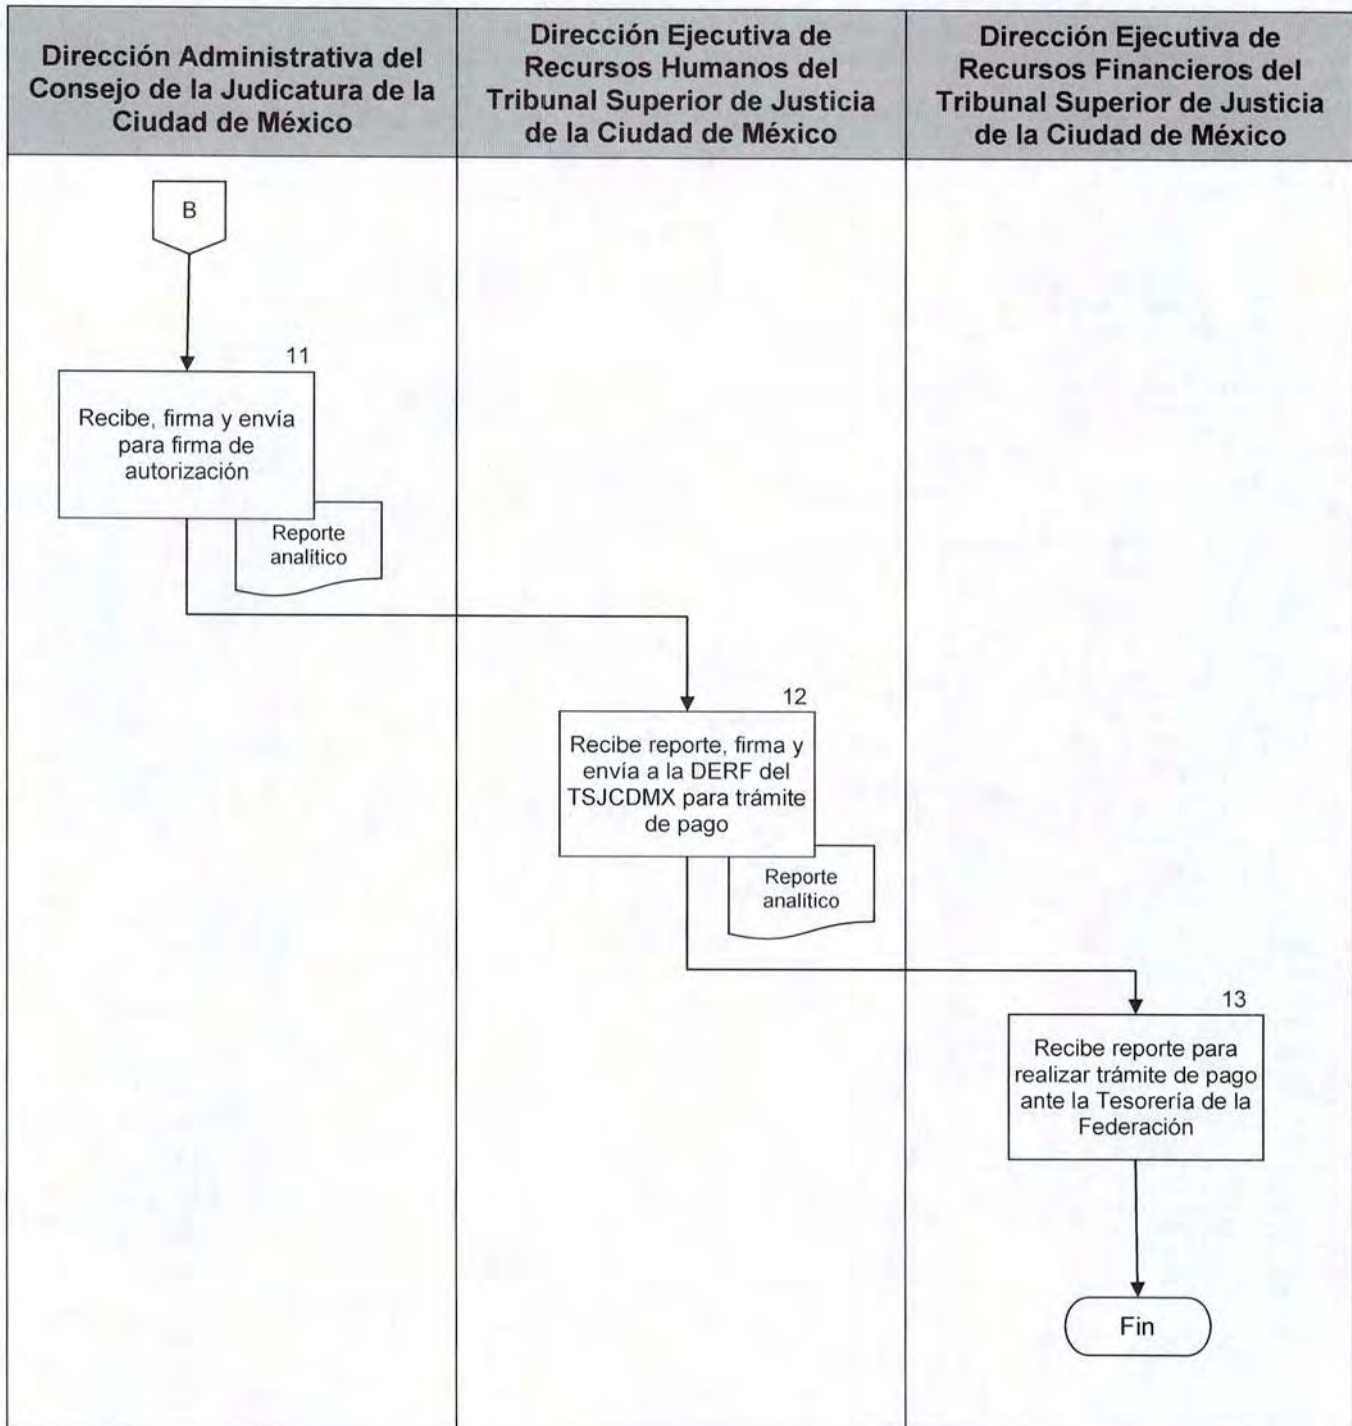 Dirección Administrativa del
Consejo de la Judicatura de la
Ciudad de México
Dirección Ejecutiva de
Recursos Humanos del
Tribunal Superior de Justicia
de la Ciudad de México
Dirección Ejecutiva de
Recursos Financieros del
Tribunal Superior de Justicia
de la Ciudad de México
B
11
Recibe, firma y envía
para firma de
autorización
Reporte
analítico
12
Recibe reporte, firma y
envía a la DERF del
TSJCDMX para trámite
de pago
Reporte
analítico
13
Recibe reporte para
realizar trámite de pago
ante la Tesorería de la
Federación
Fin